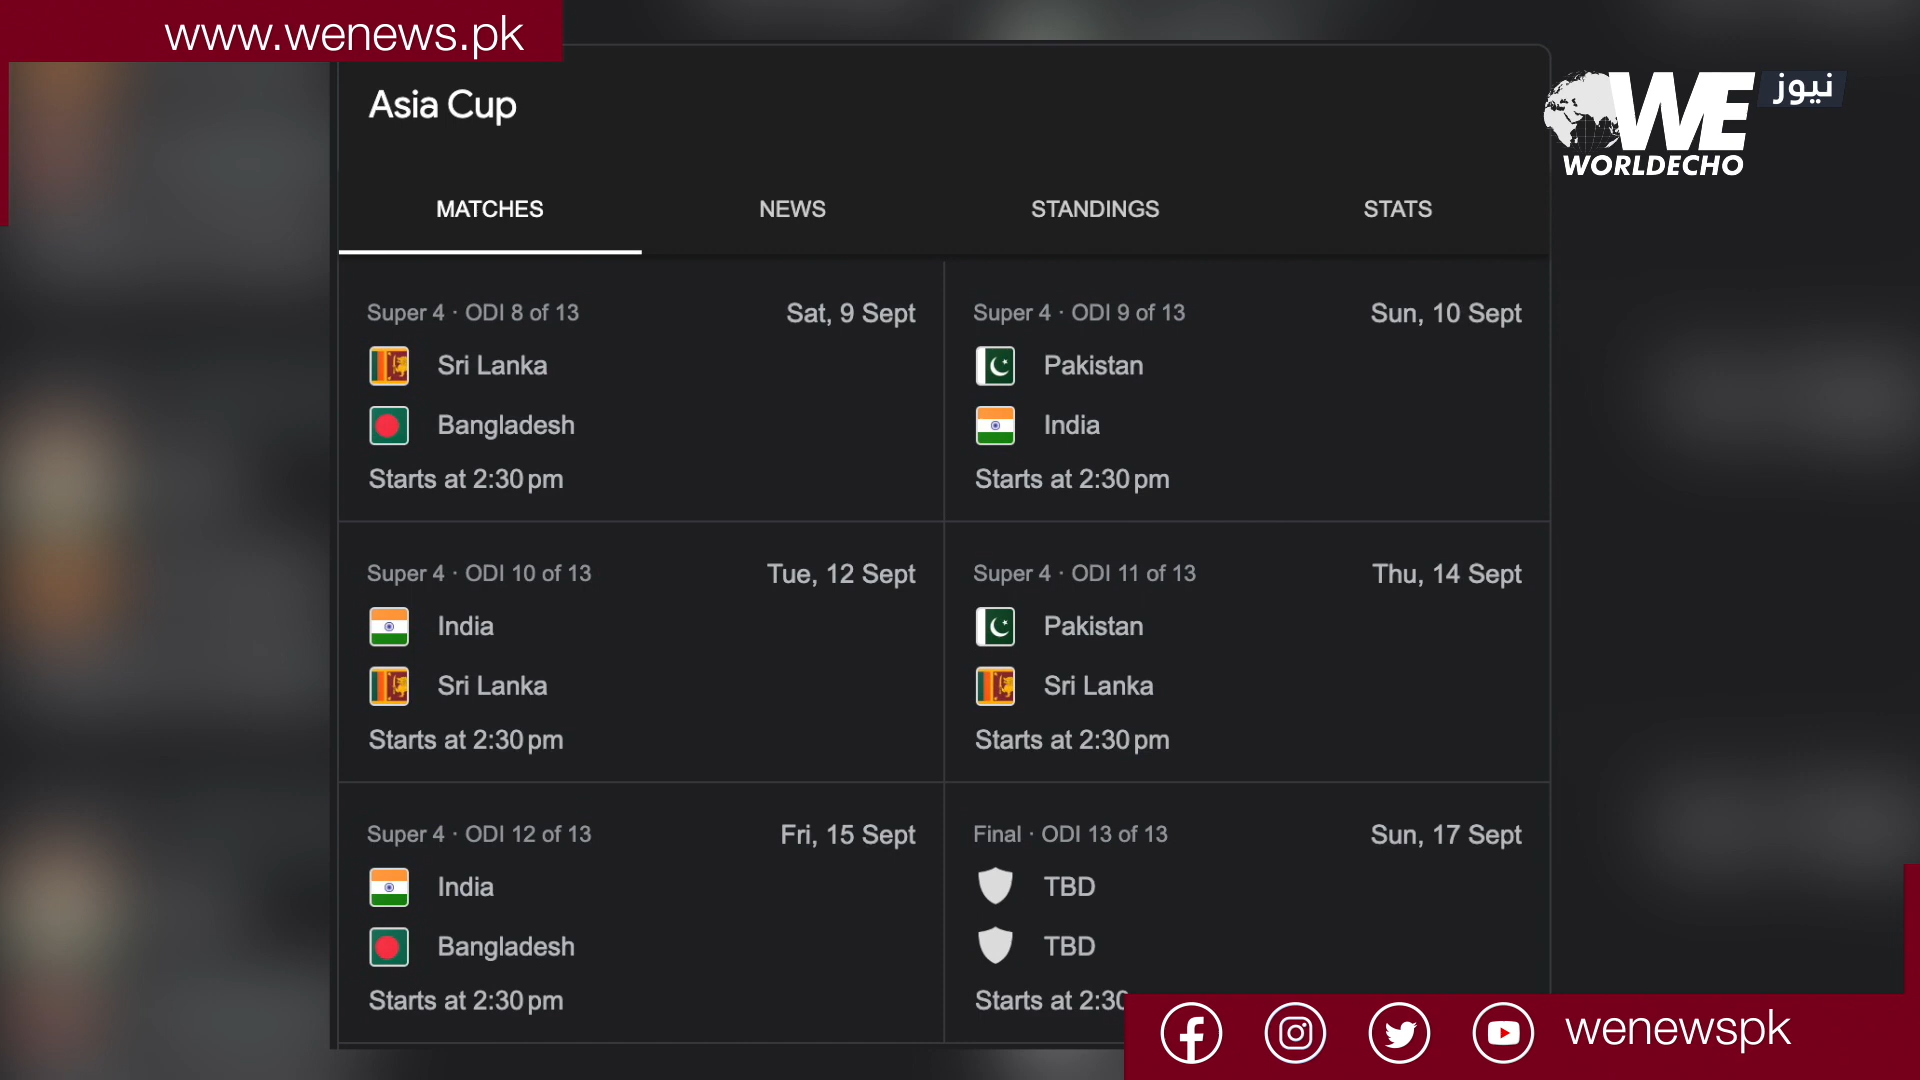 www.wenews.pk
WE نیوز
WORLDECHO
Asia Cup
MATCHES NEWS STANDINGS STATS
Super 4 · ODI 8 of 13 Sat, 9 Sept
Sri Lanka
Bangladesh
Starts at 2:30 pm
Super 4 · ODI 9 of 13 Sun, 10 Sept
Pakistan
India
Starts at 2:30 pm
Super 4 · ODI 10 of 13 Tue, 12 Sept
India
Sri Lanka
Starts at 2:30 pm
Super 4 · ODI 11 of 13 Thu, 14 Sept
Pakistan
Sri Lanka
Starts at 2:30 pm
Super 4 · ODI 12 of 13 Fri, 15 Sept
India
Bangladesh
Starts at 2:30 pm
Final · ODI 13 of 13 Sun, 17 Sept
TBD
TBD
Starts at 2:30
wenewspk